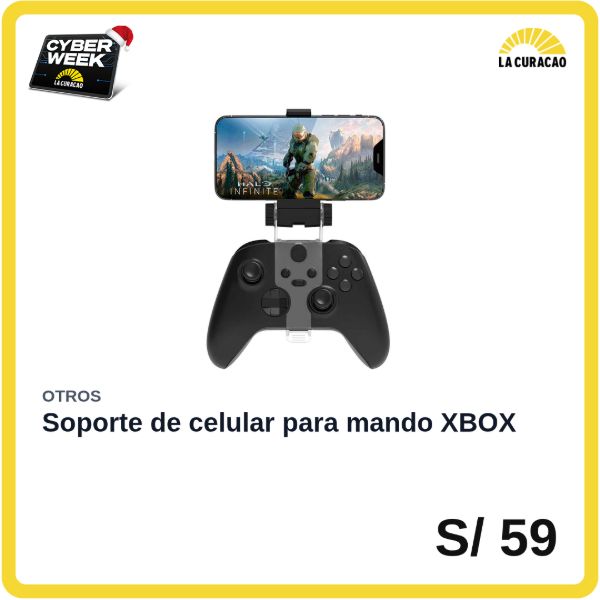 CYBER
WEEK
LA CURACAO
LA CURACAO
HALO
INFINITE
OTROS
Soporte de celular para mando XBOX
S/ 59